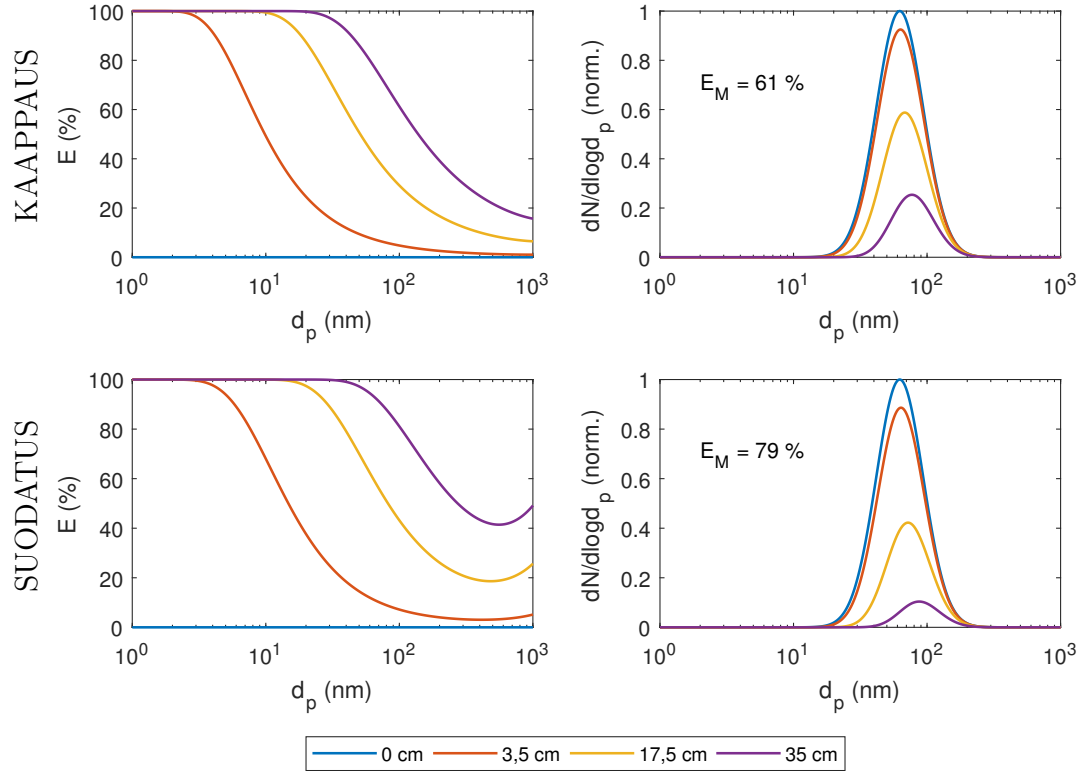 KAAPPAUS
E (%)
100
80
60
40
20
0
10^0
10^1
10^2
10^3
d_p (nm)
dN/dlogd_p (norm.)
1
0.8
0.6
0.4
0.2
0
E_M = 61 %
10^0
10^1
10^2
10^3
d_p (nm)
SUODATUS
E (%)
100
80
60
40
20
0
10^0
10^1
10^2
10^3
d_p (nm)
dN/dlogd_p (norm.)
1
0.8
0.6
0.4
0.2
0
E_M = 79 %
10^0
10^1
10^2
10^3
d_p (nm)
0 cm
3,5 cm
17,5 cm
35 cm